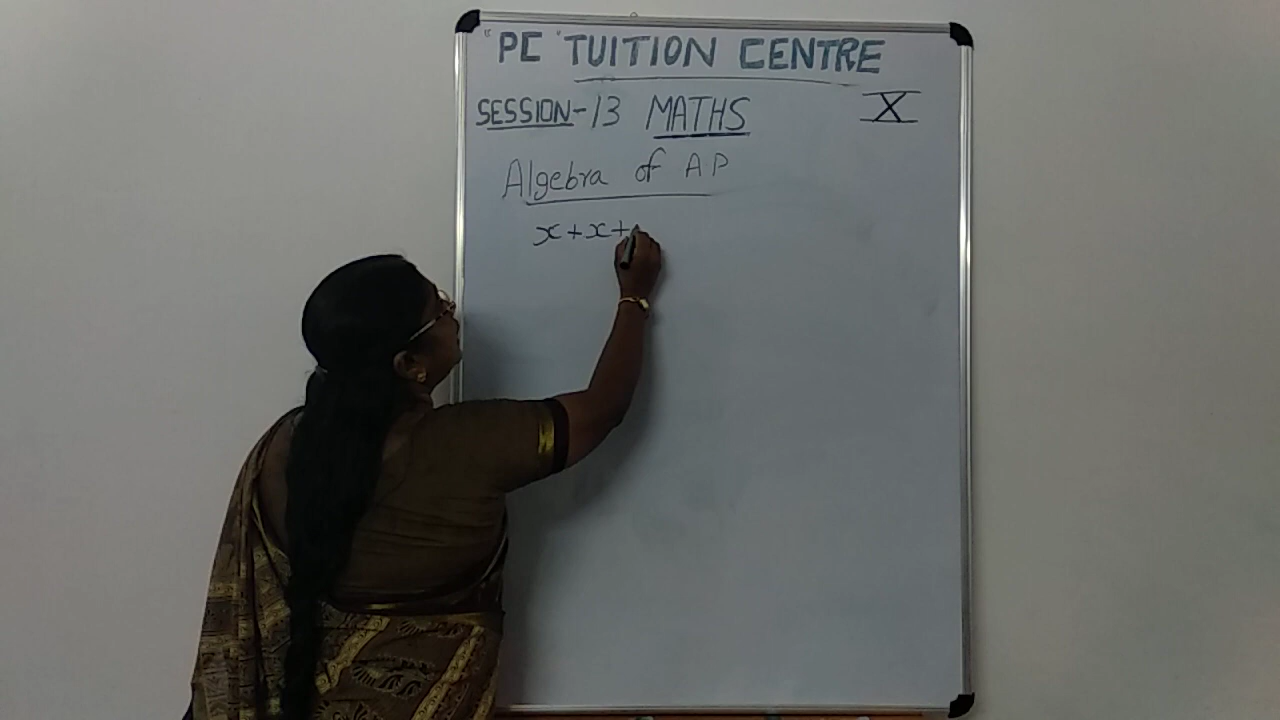 "PC "TUITION CENTRE
SESSION-13 MATHS X
Algebra of AP
x+x+